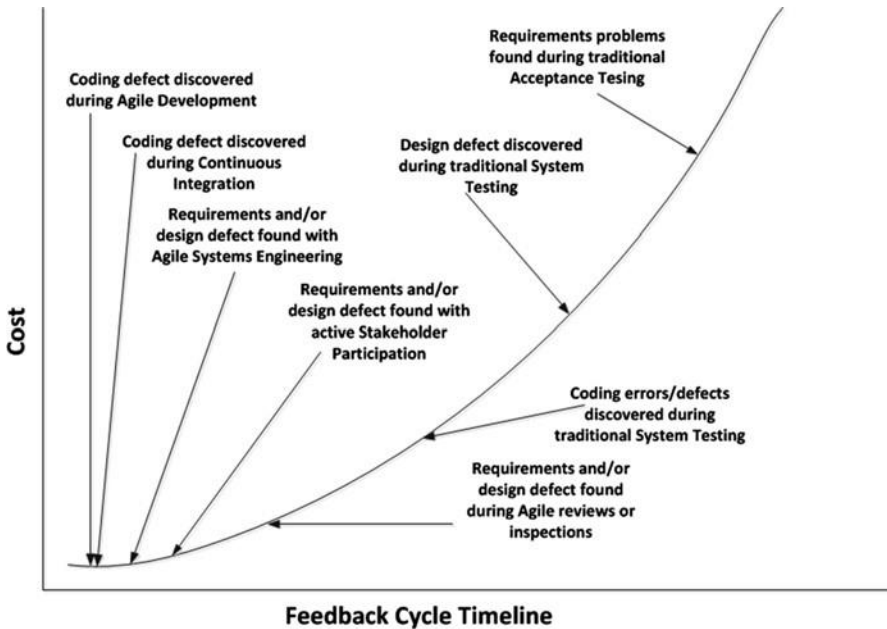 Requirements problems
found during traditional
Acceptance Tesing
Coding defect discovered
during Agile Development
Coding defect discovered
during Continuous
Integration
Design defect discovered
during traditional System
Testing
Requirements and/or
design defect found with
Agile Systems Engineering
Requirements and/or
design defect found with
active Stakeholder
Participation
Coding errors/defects
discovered during
traditional System Testing
Requirements and/or
design defect found
during Agile reviews or
inspections
Cost
Feedback Cycle Timeline